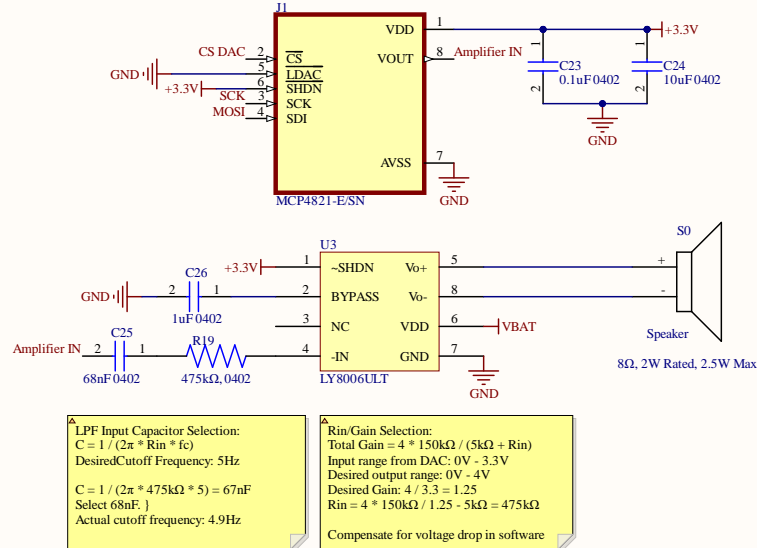 J1
VDD 1 +3.3V
CS DAC 2 CS VOUT 8 Amplifier IN
GND 5 LDAC
+3.3V 6 SHDN
SCK 3 SCK
MOSI 4 SDI
AVSS 7
GND
MCP4821-E/SN
1 1
C23 C24
0.1uF 0402 10uF 0402
2 2
GND
U3
+3.3V 1 ~SHDN Vo+ 5
C26
GND 2 1 2 BYPASS Vo- 8
1uF 0402
3 NC VDD 6 VBAT
C25 R19
Amplifier IN 2 1 4 -IN GND 7
68nF 0402 475kΩ, 0402 LY8006ULT
GND
S0
+
-
Speaker
8Ω, 2W Rated, 2.5W Max
LPF Input Capacitor Selection:
C = 1 / (2π * Rin * fc)
DesiredCutoff Frequency: 5Hz
C = 1 / (2π * 475kΩ * 5) = 67nF
Select 68nF. }
Actual cutoff frequency: 4.9Hz
Rin/Gain Selection:
Total Gain = 4 * 150kΩ / (5kΩ + Rin)
Input range from DAC: 0V - 3.3V
Desired output range: 0V - 4V
Desired Gain: 4 / 3.3 = 1.25
Rin = 4 * 150kΩ / 1.25 - 5kΩ = 475kΩ
Compensate for voltage drop in software